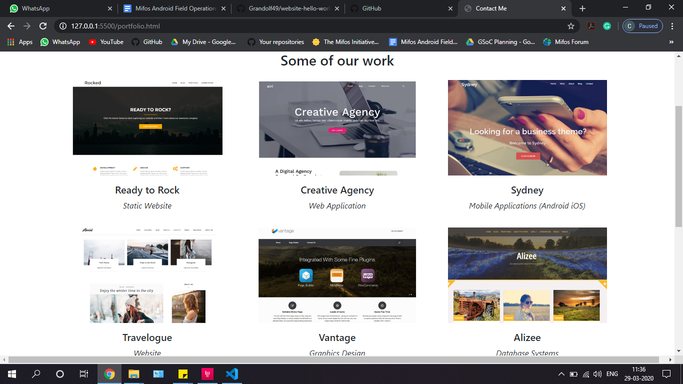 WhatsApp
Mifos Android Field Operation
Grandolf49/website-hello-wo
GitHub
Contact Me
127.0.0.1:5500/portfolio.html
Paused
Apps
WhatsApp
YouTube
GitHub
My Drive - Google...
Your repositories
The Mifos Initiative...
Mifos Android Field...
GSoC Planning - Go...
Mifos Forum
Some of our work
Rocked
READY TO ROCK?
Creative Agency
A Digital Agency
Sydney
Looking for a business theme?
Welcome to Sydney
Ready to Rock
Creative Agency
Sydney
Static Website
Web Application
Mobile Applications (Android iOS)
Enjoy the winter time in the city
vantage
Integrated With Some Fine Plugins
Alizee
Travelogue
Vantage
Alizee
Website
Graphics Design
Database Systems
ENG
11:36
29-03-2020